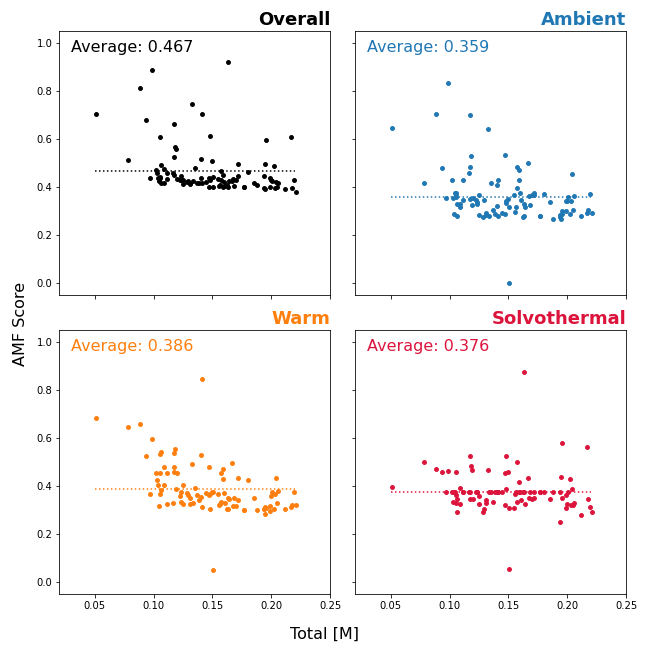 Overall
Ambient
Average: 0.467
Average: 0.359
1.0
0.8
0.6
0.4
0.2
0.0
Warm
Solvothermal
Average: 0.386
Average: 0.376
1.0
0.8
0.6
0.4
0.2
0.0
0.05 0.10 0.15 0.20 0.25
0.05 0.10 0.15 0.20 0.25
AMF Score
Total [M]